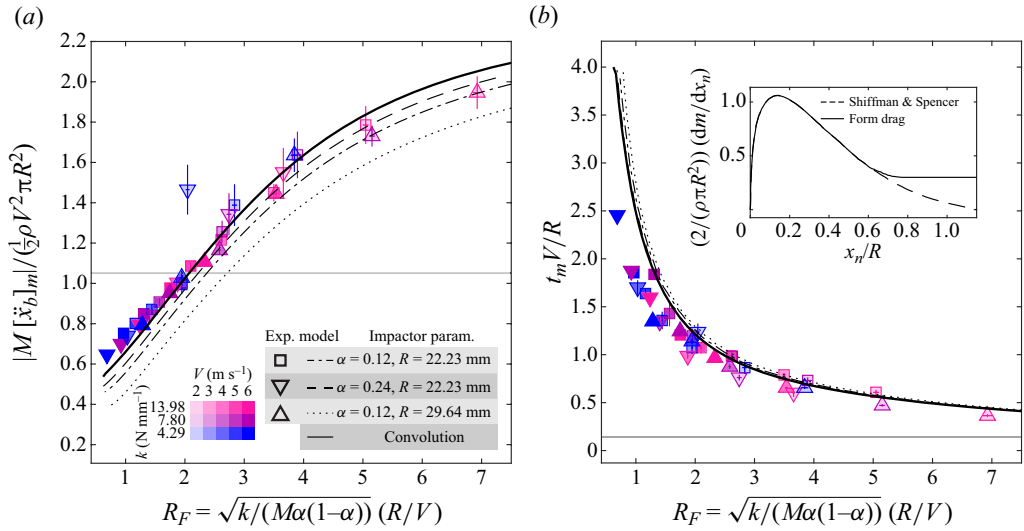 (a)
|M [ẍ_b]_m|/(½ρV²πR²)
2.2
2.0
1.8
1.6
1.4
1.2
1.0
0.8
0.6
0.4
0.2
Exp. model Impactor param.
α = 0.12, R = 22.23 mm
α = 0.24, R = 22.23 mm
α = 0.12, R = 29.64 mm
Convolution
V (m s⁻¹)
2 3 4 5 6
k (N mm⁻¹)
13.98
7.80
4.29
1 2 3 4 5 6 7
R_F = √k/(Mα(1–α)) (R/V)
(b)
t_mV/R
4.0
3.5
3.0
2.5
2.0
1.5
1.0
0.5
0
(2/(ρπR²)) (dm/dx_n)
1.0
0.5
Shiffman & Spencer
Form drag
0 0.2 0.4 0.6 0.8 1.0
x_n/R
1 2 3 4 5 6 7
R_F = √k/(Mα(1–α)) (R/V)